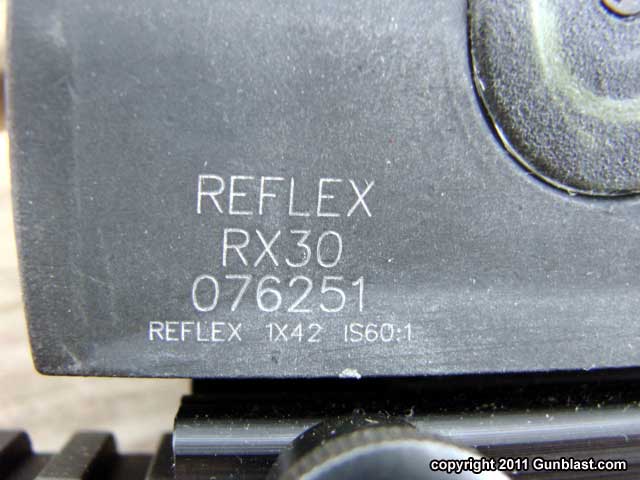 REFLEX
RX30
076251
REFLEX 1X42 IS60:1
copyright 2011 Gunblast.com